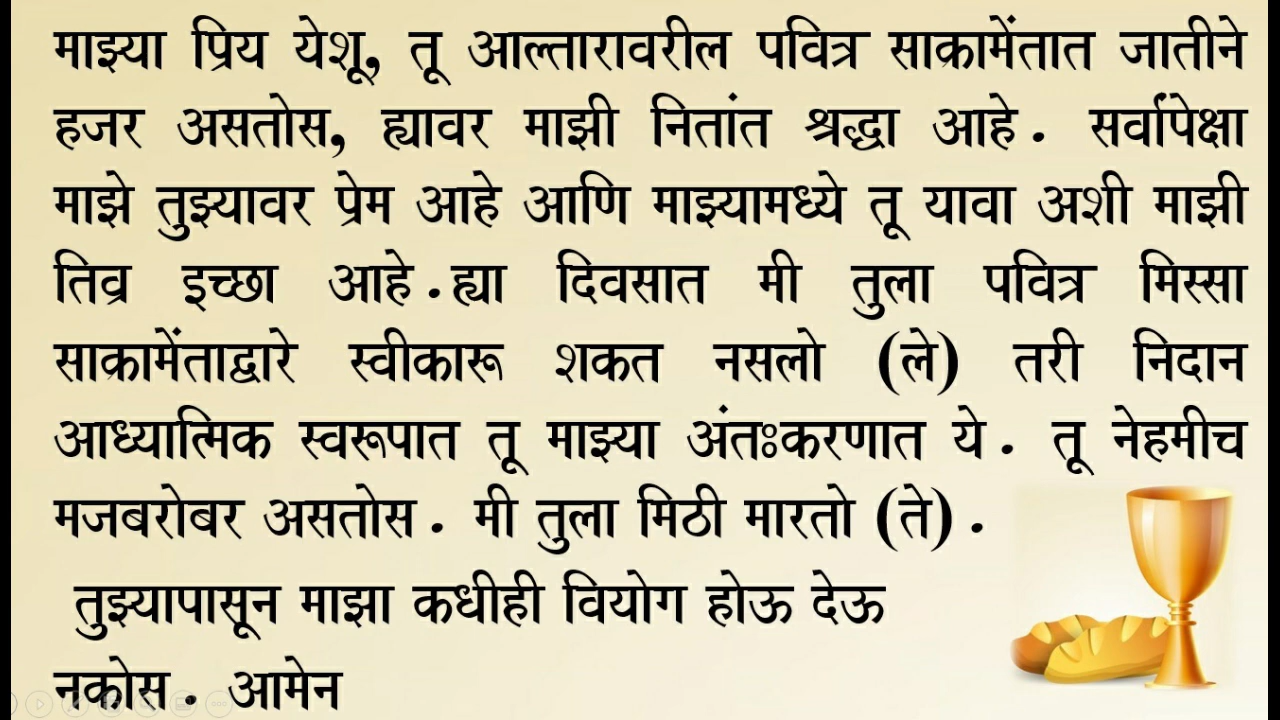 माझ्या प्रिय येशू, तू आल्तारावरील पवित्र साक्रामेंतात जातीने
हजर असतोस, ह्यावर माझी नितांत श्रद्धा आहे. सर्वापेक्षा
माझे तुझ्यावर प्रेम आहे आणि माझ्यामध्ये तू यावा अशी माझी
तिव्र इच्छा आहे.ह्या दिवसात मी तुला पवित्र मिस्सा
साक्रामेंताद्वारे स्वीकारू शकत नसलो (ले) तरी निदान
आध्यात्मिक स्वरूपात तू माझ्या अंतःकरणात ये. तू नेहमीच
मजबरोबर असतोस. मी तुला मिठी मारतो (ते).
तुझ्यापासून माझा कधीही वियोग होऊ देऊ
नकोस. आमेन